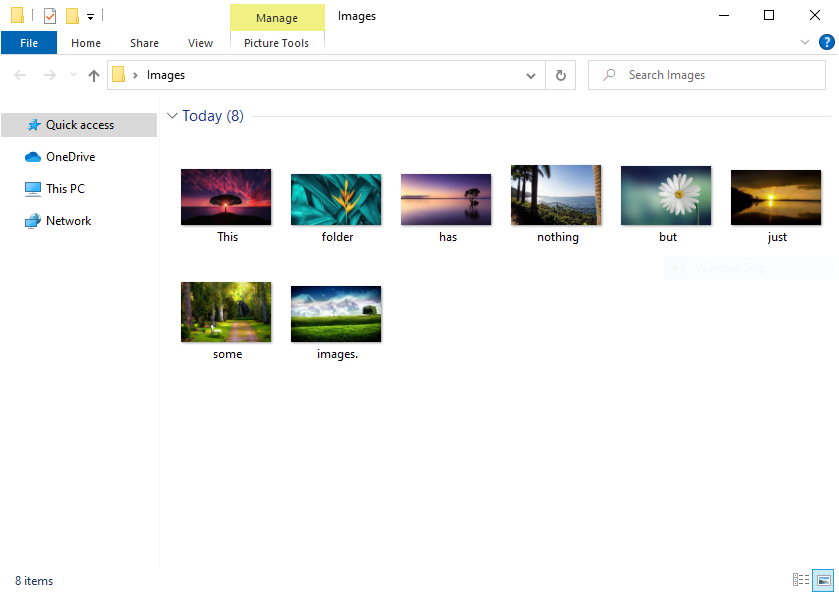 Manage
Images
File
Home
Share
View
Picture Tools
?
Images
Search Images
Quick access
OneDrive
This PC
Network
Today (8)
This
folder
has
nothing
but
just
Window Snip
some
images.
8 items